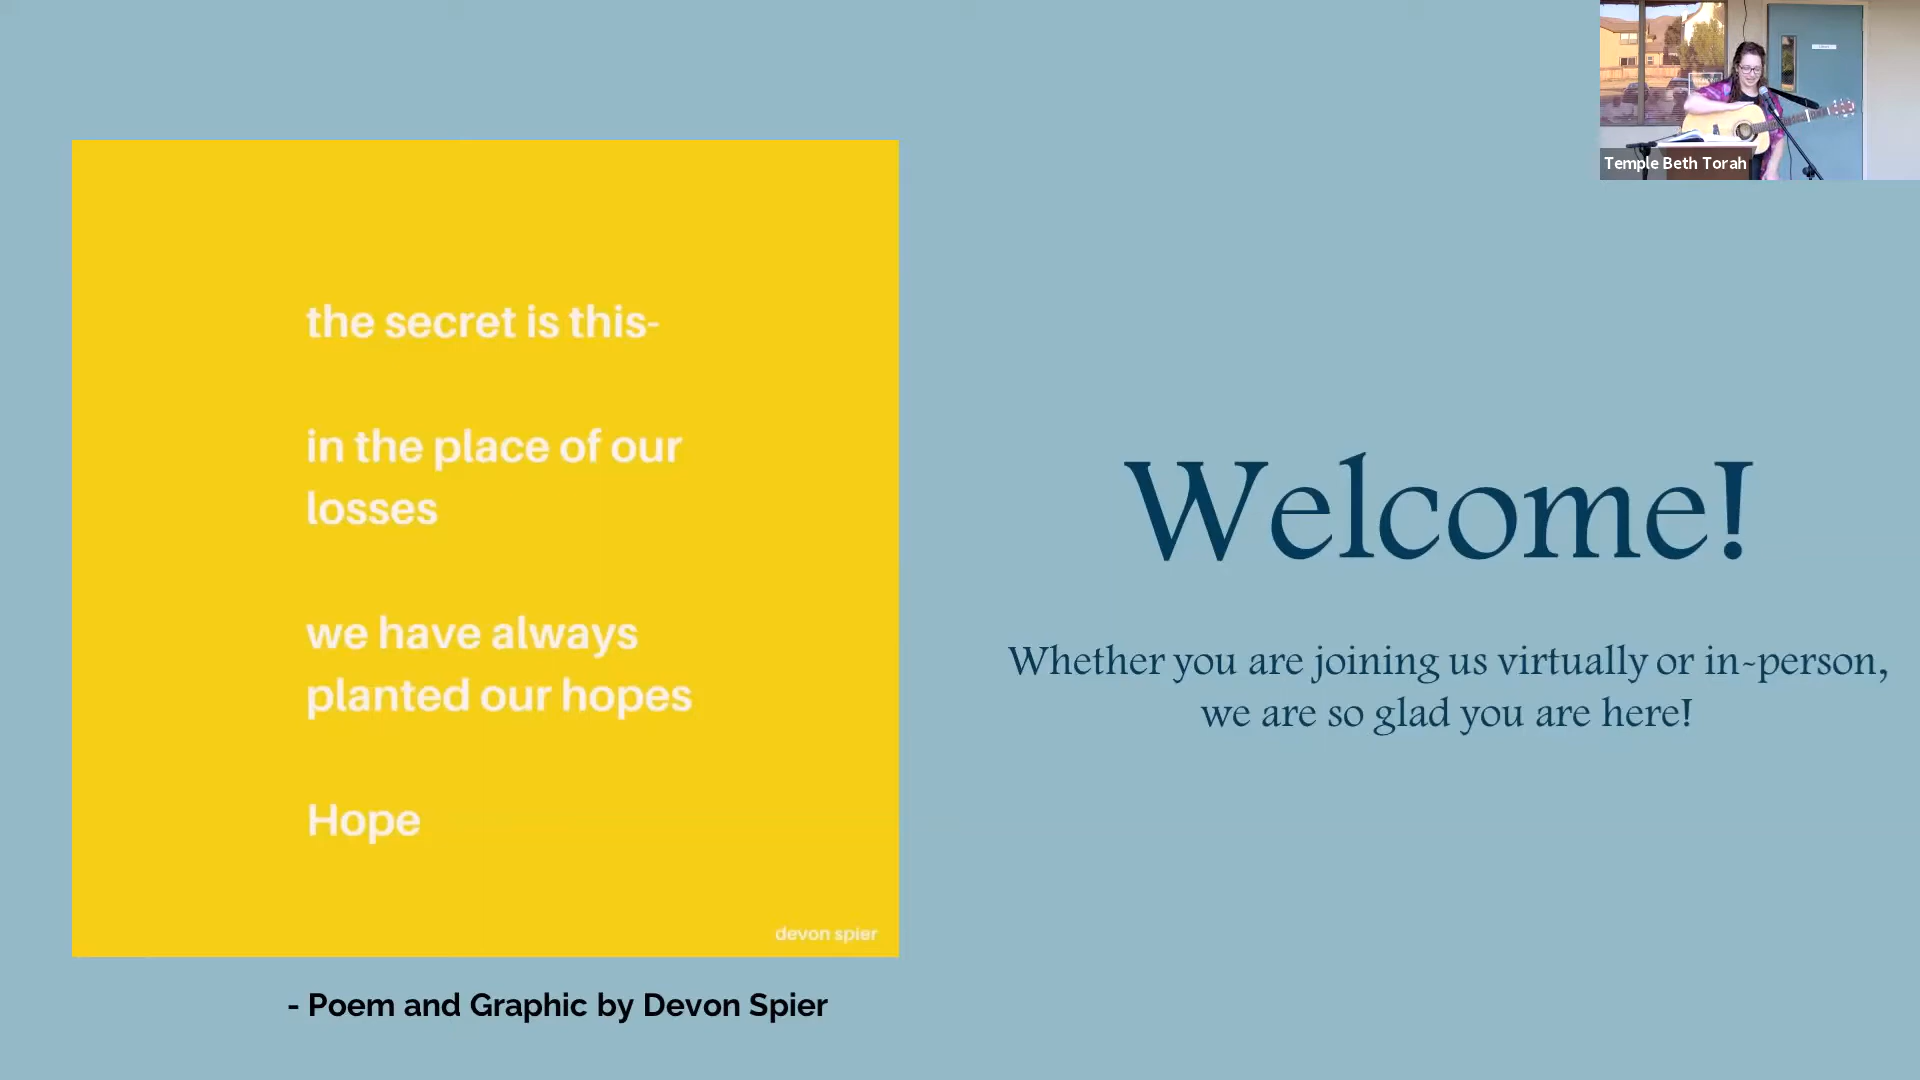 Temple Beth Torah
the secret is this-
in the place of our
losses
we have always
planted our hopes
Hope
devon spier
- Poem and Graphic by Devon Spier
Welcome!
Whether you are joining us virtually or in-person,
we are so glad you are here!